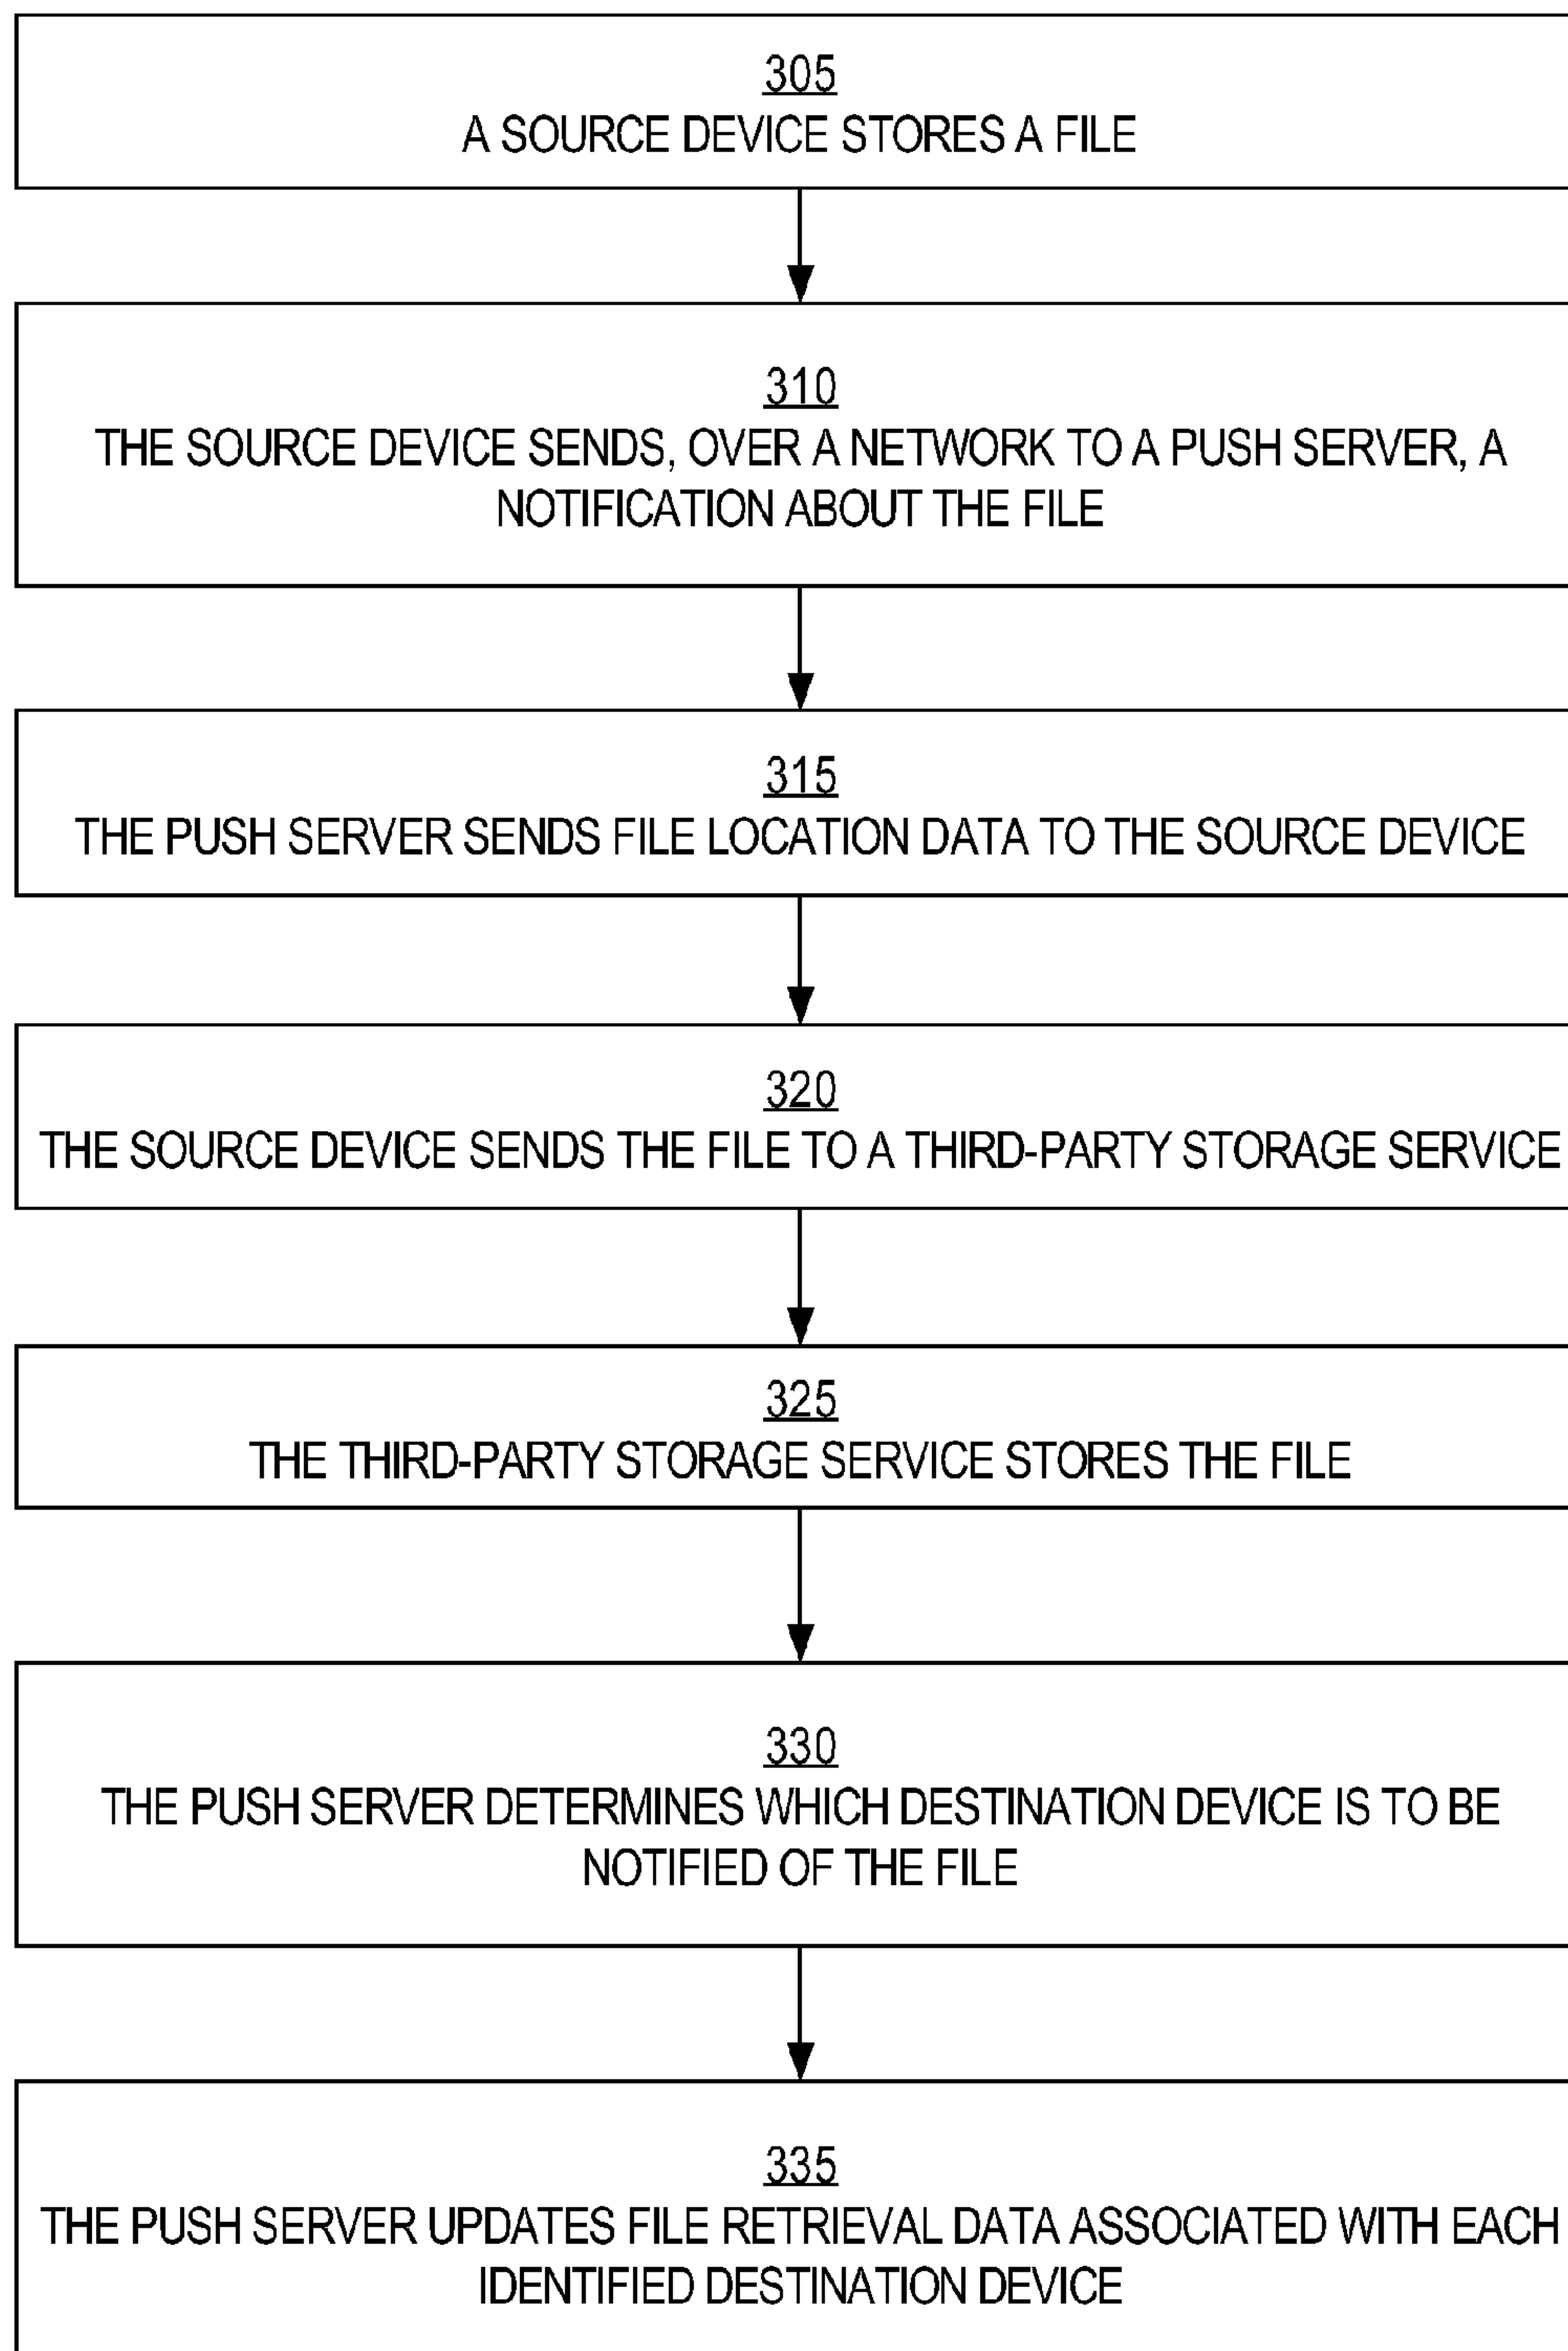 305
A SOURCE DEVICE STORES A FILE
310
THE SOURCE DEVICE SENDS, OVER A NETWORK TO A PUSH SERVER, A
NOTIFICATION ABOUT THE FILE
315
THE PUSH SERVER SENDS FILE LOCATION DATA TO THE SOURCE DEVICE
320
THE SOURCE DEVICE SENDS THE FILE TO A THIRD-PARTY STORAGE SERVICE
325
THE THIRD-PARTY STORAGE SERVICE STORES THE FILE
330
THE PUSH SERVER DETERMINES WHICH DESTINATION DEVICE IS TO BE
NOTIFIED OF THE FILE
335
THE PUSH SERVER UPDATES FILE RETRIEVAL DATA ASSOCIATED WITH EACH
IDENTIFIED DESTINATION DEVICE